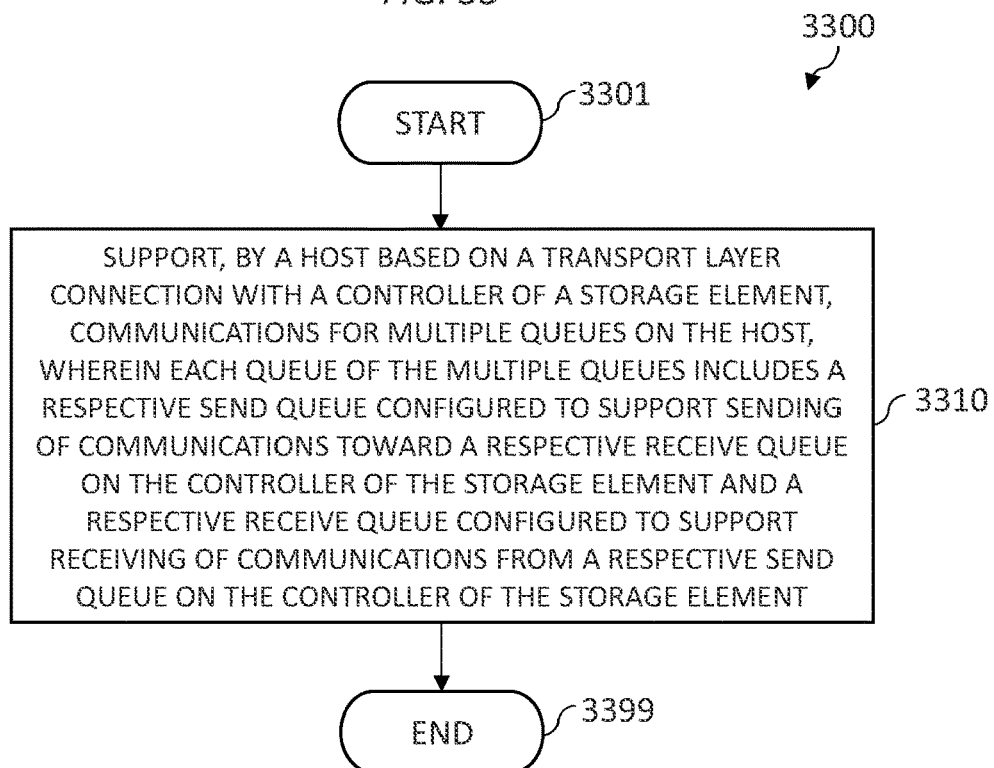 3300
START
3301
SUPPORT, BY A HOST BASED ON A TRANSPORT LAYER
CONNECTION WITH A CONTROLLER OF A STORAGE ELEMENT,
COMMUNICATIONS FOR MULTIPLE QUEUES ON THE HOST,
WHEREIN EACH QUEUE OF THE MULTIPLE QUEUES INCLUDES A
RESPECTIVE SEND QUEUE CONFIGURED TO SUPPORT SENDING
OF COMMUNICATIONS TOWARD A RESPECTIVE RECEIVE QUEUE
ON THE CONTROLLER OF THE STORAGE ELEMENT AND A
RESPECTIVE RECEIVE QUEUE CONFIGURED TO SUPPORT
RECEIVING OF COMMUNICATIONS FROM A RESPECTIVE SEND
QUEUE ON THE CONTROLLER OF THE STORAGE ELEMENT
3310
END
3399